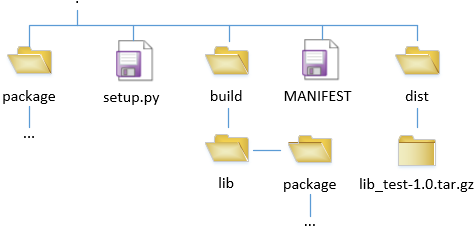 .
package
setup.py
build
MANIFEST
dist
...
lib
package
lib_test-1.0.tar.gz
...